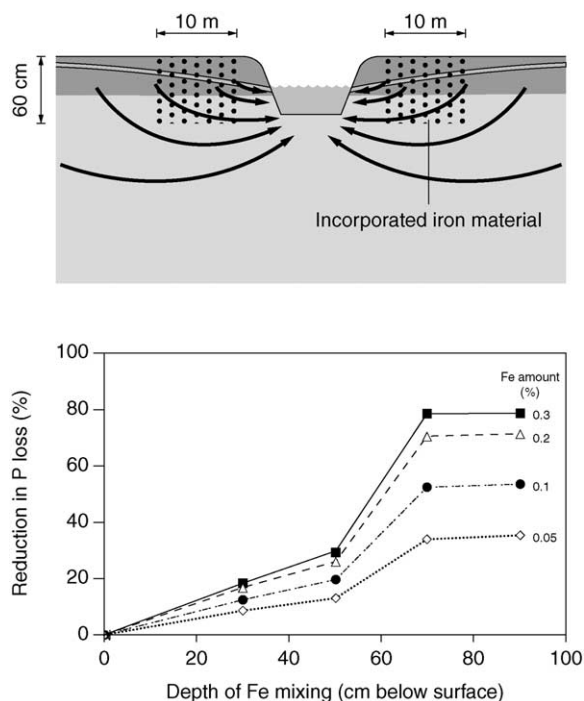 10 m
10 m
60 cm
Incorporated iron material
100
80
60
40
20
0
Reduction in P loss (%)
Fe amount
(%)
0.3
0.2
0.1
0.05
0
20
40
60
80
100
Depth of Fe mixing (cm below surface)